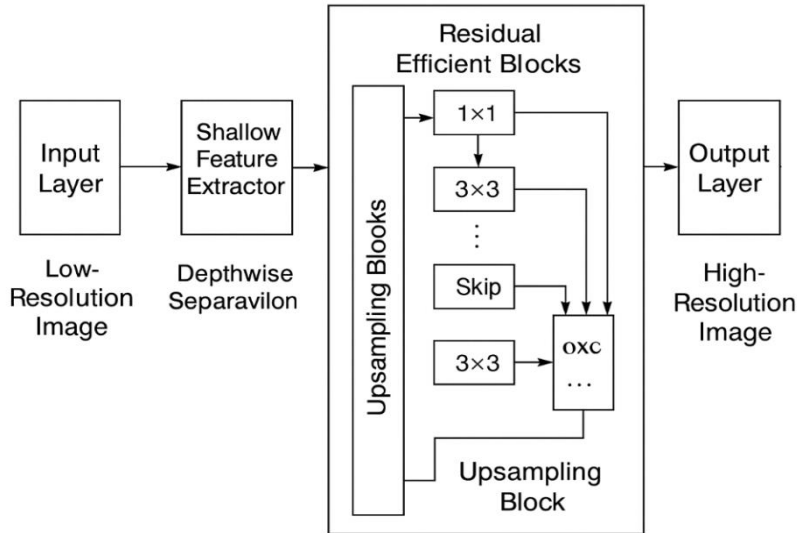 Residual
Efficient Blocks
Input
Layer
Low-
Resolution
Image
Shallow
Feature
Extractor
Depthwise
Separavilon
Upsampling Blooks
1×1
3×3
⋮
Skip
3×3
OXC
...
Upsampling
Block
Output
Layer
High-
Resolution
Image